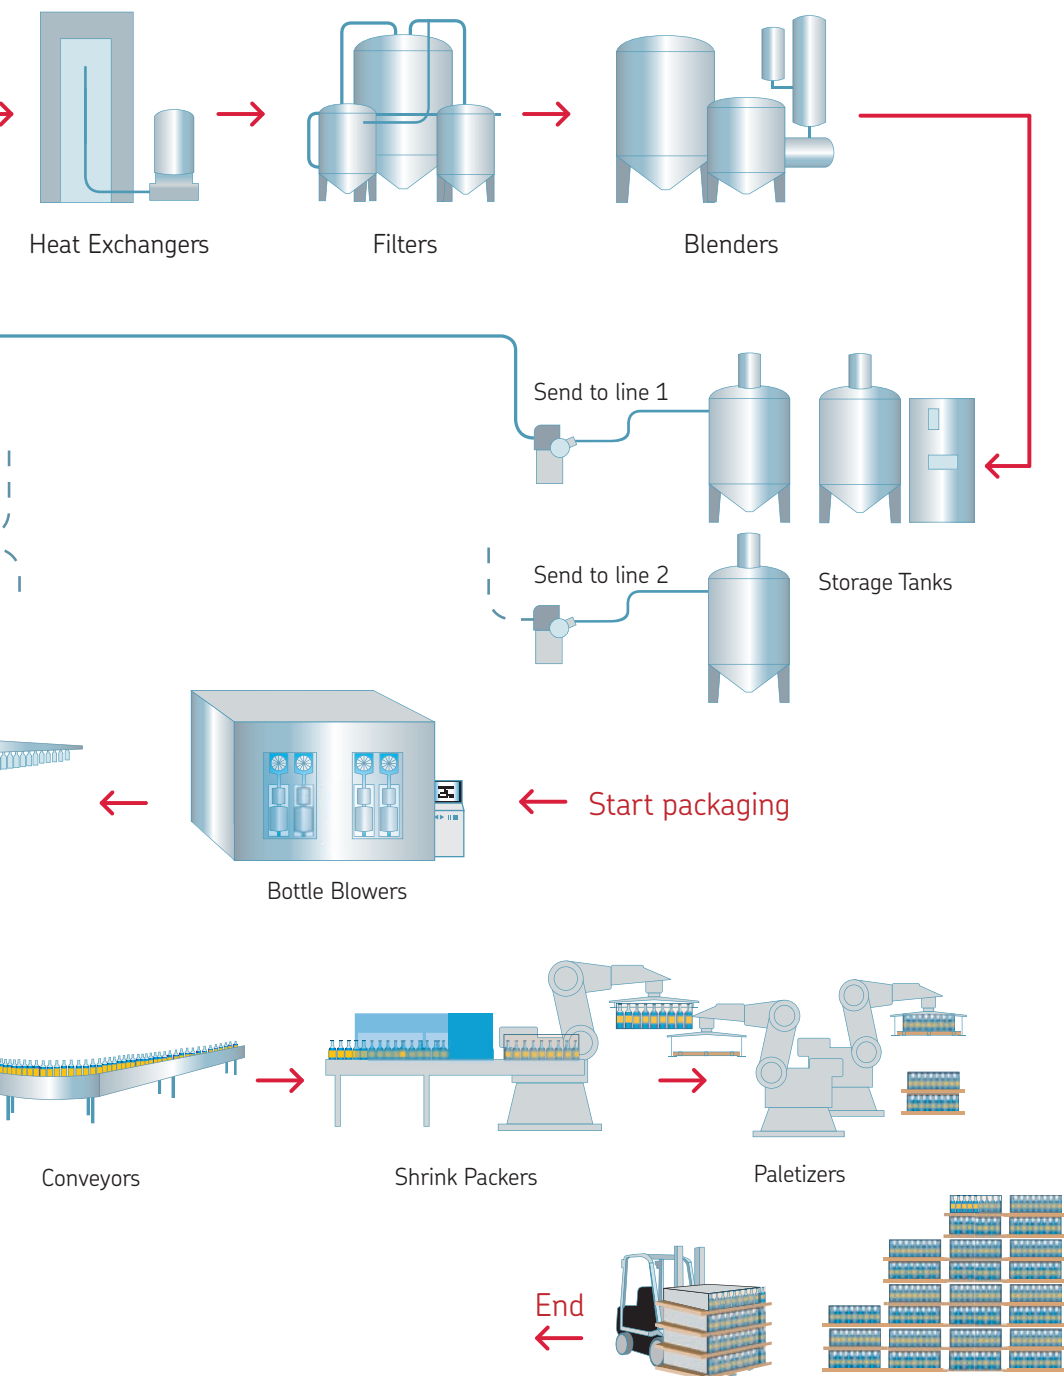 Heat Exchangers
Filters
Blenders
Send to line 1
Send to line 2
Storage Tanks
Start packaging
Bottle Blowers
Conveyors
Shrink Packers
Paletizers
End